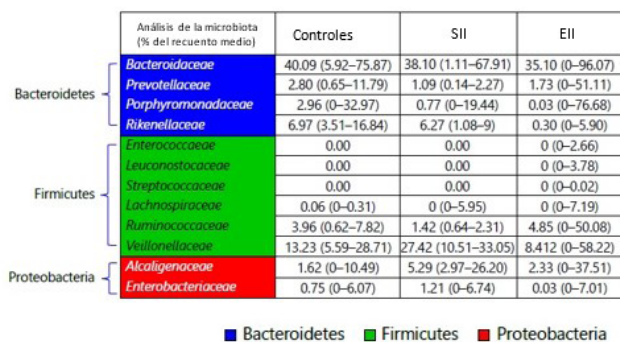 Análisis de la microbiota
(% del recuento medio) Controles SII EII
Bacteroidetes
Bacteroidaceae 40.09 (5.92–75.87) 38.10 (1.11–67.91) 35.10 (0–96.07)
Prevotellaceae 2.80 (0.65–11.79) 1.09 (0.14–2.27) 1.73 (0–51.11)
Porphyromonadaceae 2.96 (0–32.97) 0.77 (0–19.44) 0.03 (0–76.68)
Rikenellaceae 6.97 (3.51–16.84) 6.27 (1.08–9) 0.30 (0–5.90)
Firmicutes
Enterococcaeae 0.00 0.00 0 (0–2.66)
Leuconostocaceae 0.00 0.00 0 (0–3.78)
Streptococcaceae 0.00 0.00 0 (0–0.02)
Lachnospiraceae 0.06 (0–0.31) 0 (0–5.95) 0 (0–7.19)
Ruminococcaceae 3.96 (0.62–7.82) 1.42 (0.64–2.31) 4.85 (0–50.08)
Veillonellaceae 13.23 (5.59–28.71) 27.42 (10.51–33.05) 8.412 (0–58.22)
Proteobacteria
Alcaligenaceae 1.62 (0–10.49) 5.29 (2.97–26.20) 2.33 (0–37.51)
Enterobacteriaceae 0.75 (0–6.07) 1.21 (0–6.74) 0.03 (0–7.01)
Bacteroidetes Firmicutes Proteobacteria